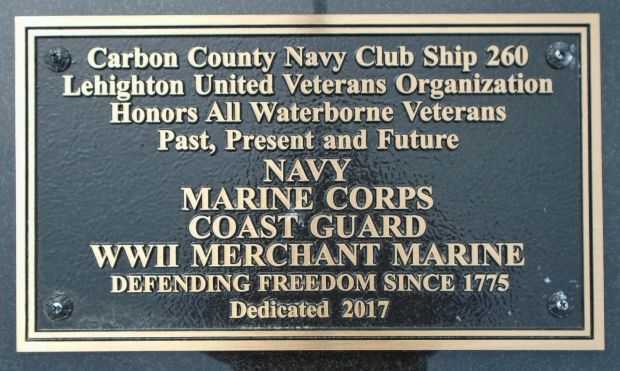 Carbon County Navy Club Ship 260
Lehighton United Veterans Organization
Honors All Waterborne Veterans
Past, Present and Future
NAVY
MARINE CORPS
COAST GUARD
WWII MERCHANT MARINE
DEFENDING FREEDOM SINCE 1775
Dedicated 2017